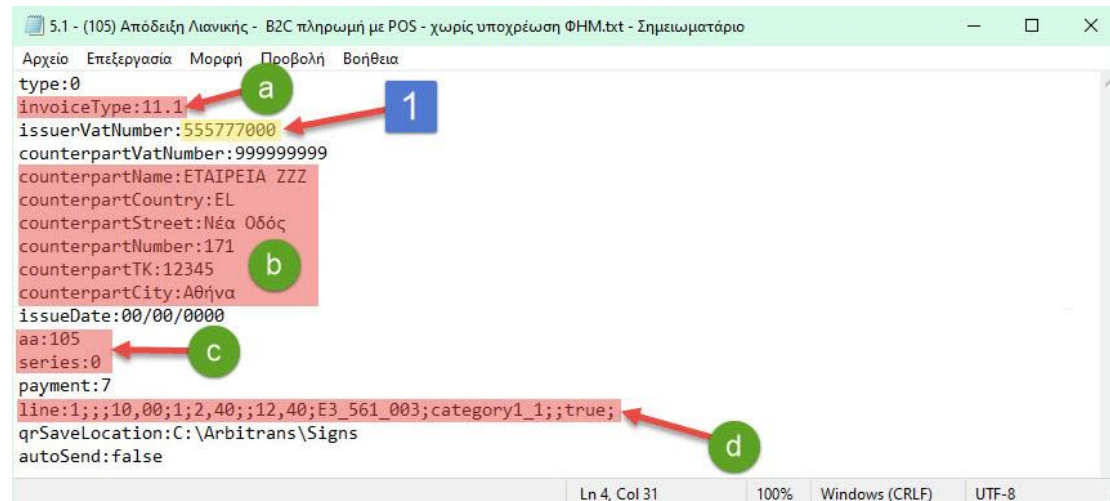 5.1 - (105) Απόδειξη Λιανικής - B2C πληρωμή με POS - χωρίς υποχρέωση ΦΗΜ.txt - Σημειωματάριο
Αρχείο Επεξεργασία Μορφή Προβολή Βοήθεια
type:0
invoiceType:11.1
a
issuerVatNumber:555777000
1
counterpartVatNumber:999999999
counterpartName:ΕΤΑΙΡΕΙΑ ΖΖΖ
counterpartCountry:EL
counterpartStreet:Νέα Οδός
counterpartNumber:171
counterpartTK:12345
counterpartCity:Αθήνα
b
issueDate:00/00/0000
aa:105
series:0
c
payment:7
line:1;;;10,00;1;2,40;;12,40;E3_561_003;category1_1;;true;
d
qrSaveLocation:C:\Arbitrans\Signs
autoSend:false
Ln 4, Col 31 100% Windows (CRLF) UTF-8